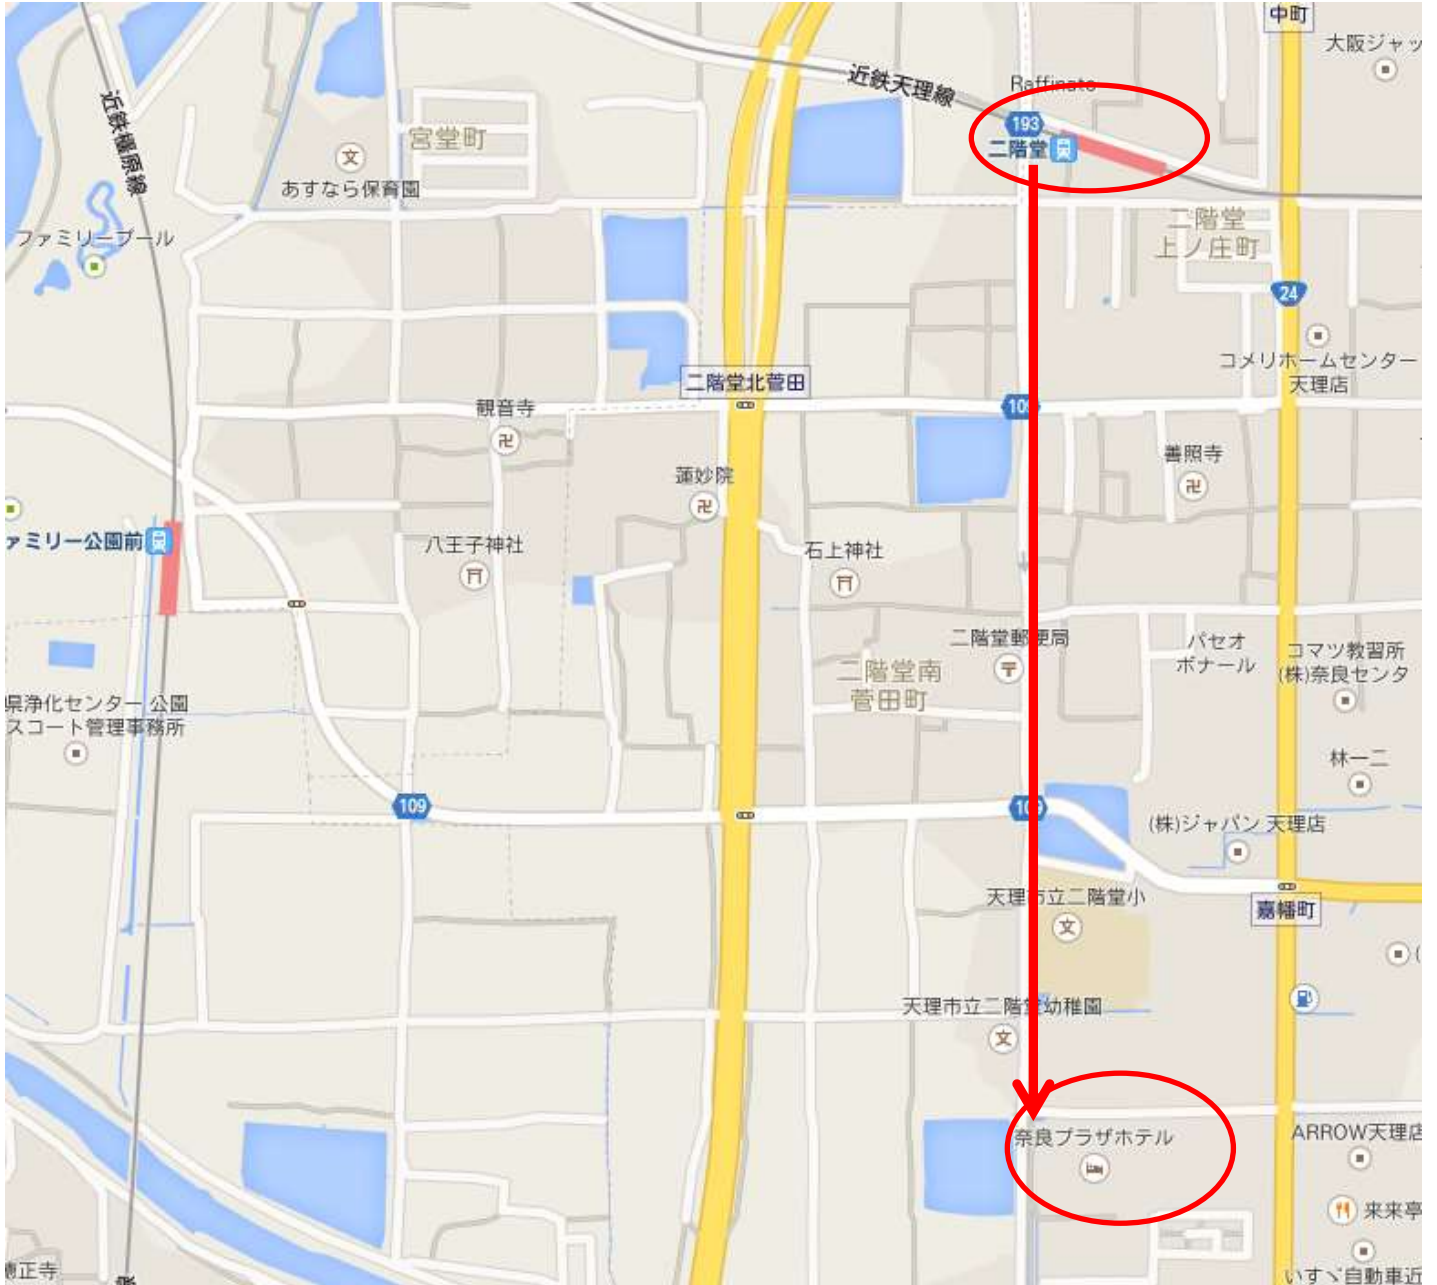 中町
大阪ジャッ
近鉄天理線
Raffinato
193
二階堂
近鉄橿原線
宮堂町
あすなら保育園
ファミリープール
二階堂
上ノ庄町
24
コメリホームセンター
天理店
二階堂北菅田
観音寺
蓮妙院
善照寺
ァミリー公園前
八王子神社
石上神社
二階堂郵便局
パセオ
ボナール
コマツ教習所
(株)奈良センタ
二階堂南
菅田町
県浄化センター 公園
スコート管理事務所
林一二
109
(株)ジャパン 天理店
天理市立二階堂小
嘉幡町
天理市立二階堂幼稚園
奈良プラザホテル
ARROW天理店
来来亭
いすゞ自動車近